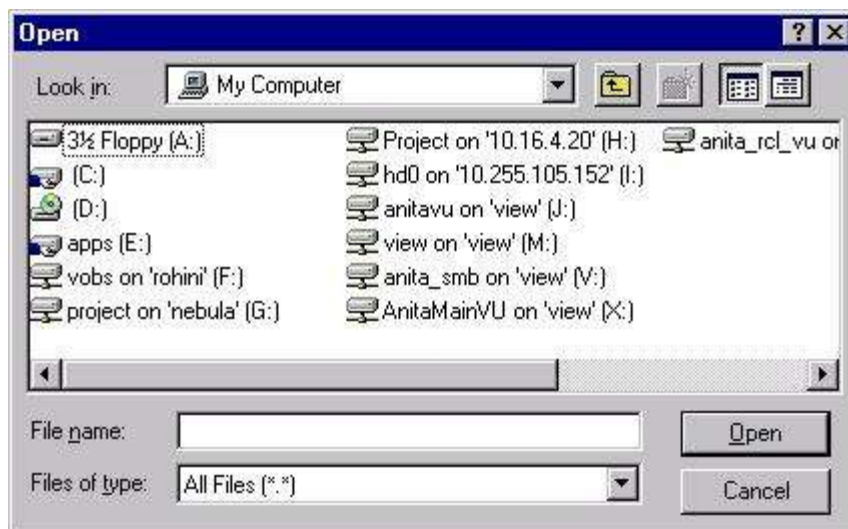 Open
Look in: My Computer
3½ Floppy (A:)
(C:)
(D:)
apps (E:)
vobs on 'rohini' (F:)
project on 'nebula' (G:)
Project on '10.16.4.20' (H:)
hd0 on '10.255.105.152' (I:)
anitavu on 'view' (J:)
view on 'view' (M:)
anita_smb on 'view' (V:)
AnitaMainVU on 'view' (X:)
anita_rcl_vu on
File name:
Open
Files of type: All Files (*.*)
Cancel